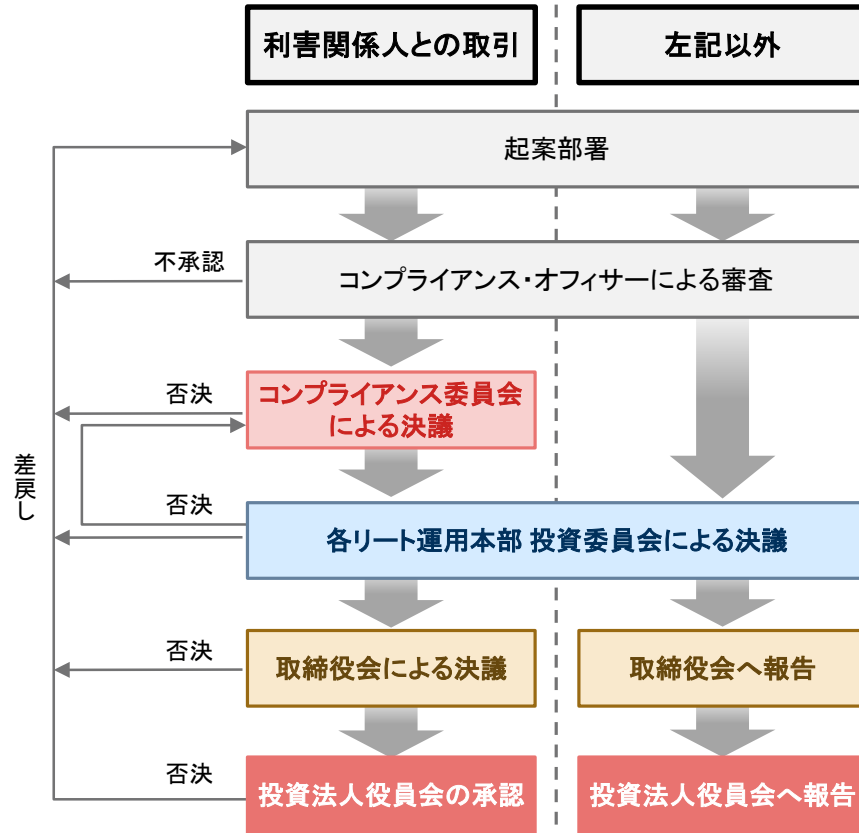 利害関係人との取引
左記以外
起案部署
不承認
コンプライアンス・オフィサーによる審査
否決
コンプライアンス委員会
による決議
差戻し
否決
各リート運用本部 投資委員会による決議
否決
取締役会による決議
取締役会へ報告
否決
投資法人役員会の承認
投資法人役員会へ報告